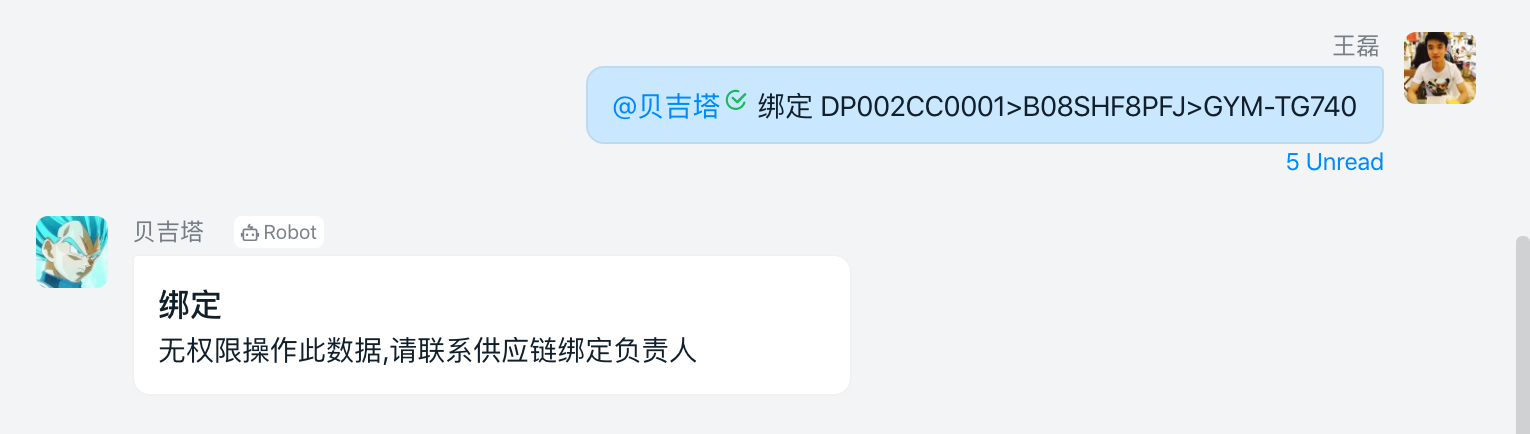 王磊
@贝吉塔 绑定 DP002CC0001>B08SHF8PFJ>GYM-TG740
5 Unread
贝吉塔 Robot
绑定
无权限操作此数据,请联系供应链绑定负责人